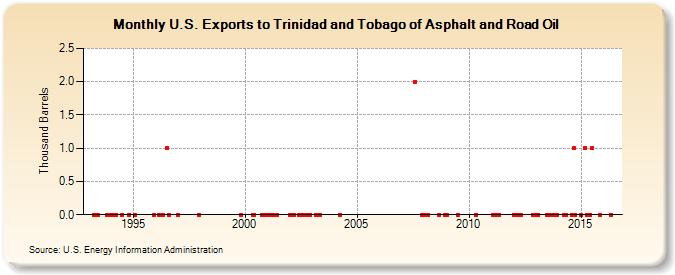 Monthly U.S. Exports to Trinidad and Tobago of Asphalt and Road Oil
Thousand Barrels
2.5
2.0
1.5
1.0
0.5
0.0
1995 2000 2005 2010 2015
Source: U.S. Energy Information Administration